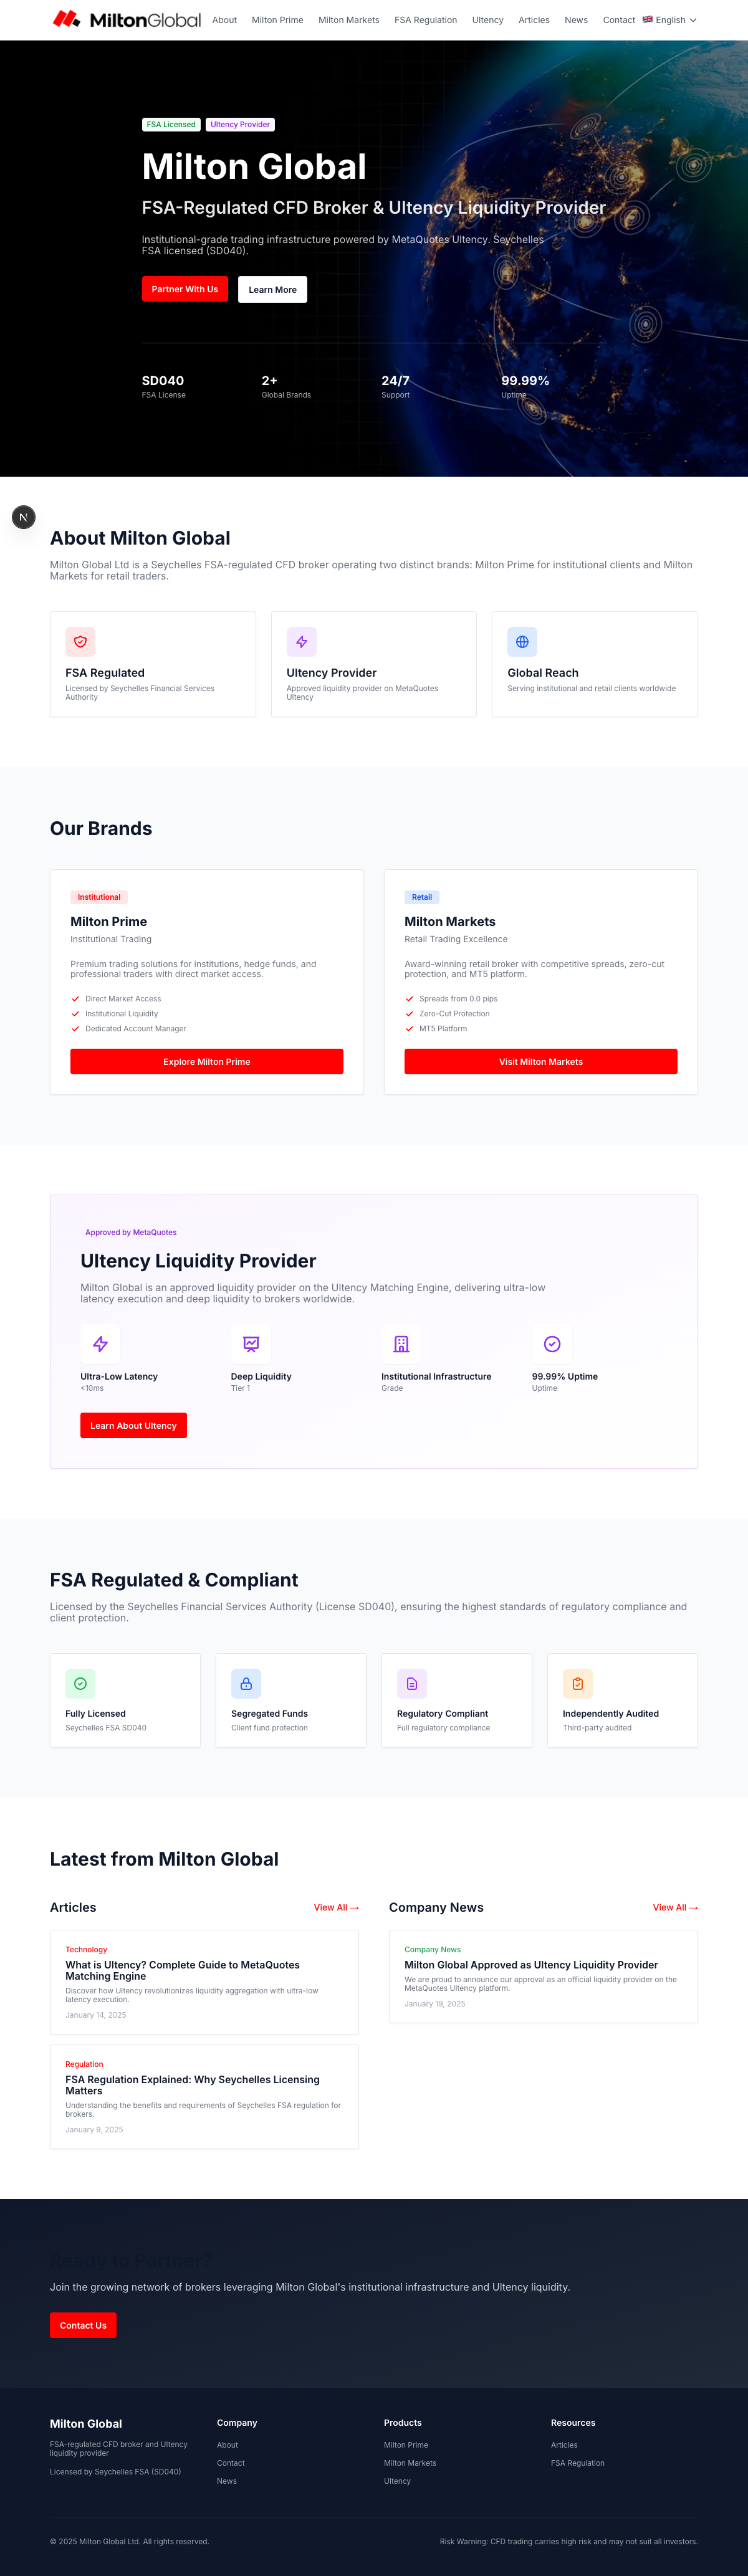 MiltonGlobal
About Milton Prime Milton Markets FSA Regulation Ultency Articles News Contact English
FSA Licensed Ultency Provider
Milton Global
FSA-Regulated CFD Broker & Ultency Liquidity Provider
Institutional-grade trading infrastructure powered by MetaQuotes Ultency. Seychelles
FSA licensed (SD040).
Partner With Us Learn More
SD040 2+ 24/7 99.99%
FSA License Global Brands Support Uptime
N
About Milton Global
Milton Global Ltd is a Seychelles FSA-regulated CFD broker operating two distinct brands: Milton Prime for institutional clients and Milton
Markets for retail traders.
FSA Regulated
Licensed by Seychelles Financial Services
Authority
Ultency Provider
Approved liquidity provider on MetaQuotes
Ultency
Global Reach
Serving institutional and retail clients worldwide
Our Brands
Institutional
Milton Prime
Institutional Trading
Premium trading solutions for institutions, hedge funds, and
professional traders with direct market access.
Direct Market Access
Institutional Liquidity
Dedicated Account Manager
Explore Milton Prime
Retail
Milton Markets
Retail Trading Excellence
Award-winning retail broker with competitive spreads, zero-cut
protection, and MT5 platform.
Spreads from 0.0 pips
Zero-Cut Protection
MT5 Platform
Visit Milton Markets
Approved by MetaQuotes
Ultency Liquidity Provider
Milton Global is an approved liquidity provider on the Ultency Matching Engine, delivering ultra-low
latency execution and deep liquidity to brokers worldwide.
Ultra-Low Latency Deep Liquidity Institutional Infrastructure 99.99% Uptime
<10ms Tier 1 Grade Uptime
Learn About Ultency
FSA Regulated & Compliant
Licensed by the Seychelles Financial Services Authority (License SD040), ensuring the highest standards of regulatory compliance and
client protection.
Fully Licensed Segregated Funds Regulatory Compliant Independently Audited
Seychelles FSA SD040 Client fund protection Full regulatory compliance Third-party audited
Latest from Milton Global
Articles View All →
Technology
What is Ultency? Complete Guide to MetaQuotes
Matching Engine
Discover how Ultency revolutionizes liquidity aggregation with ultra-low
latency execution.
January 14, 2025
Regulation
FSA Regulation Explained: Why Seychelles Licensing
Matters
Understanding the benefits and requirements of Seychelles FSA regulation for
brokers.
January 9, 2025
Company News View All →
Company News
Milton Global Approved as Ultency Liquidity Provider
We are proud to announce our approval as an official liquidity provider on the
MetaQuotes Ultency platform.
January 19, 2025
Ready to Partner?
Join the growing network of brokers leveraging Milton Global's institutional infrastructure and Ultency liquidity.
Contact Us
Milton Global
FSA-regulated CFD broker and Ultency
liquidity provider
Licensed by Seychelles FSA (SD040)
Company
About
Contact
News
Products
Milton Prime
Milton Markets
Ultency
Resources
Articles
FSA Regulation
© 2025 Milton Global Ltd. All rights reserved.
Risk Warning: CFD trading carries high risk and may not suit all investors.